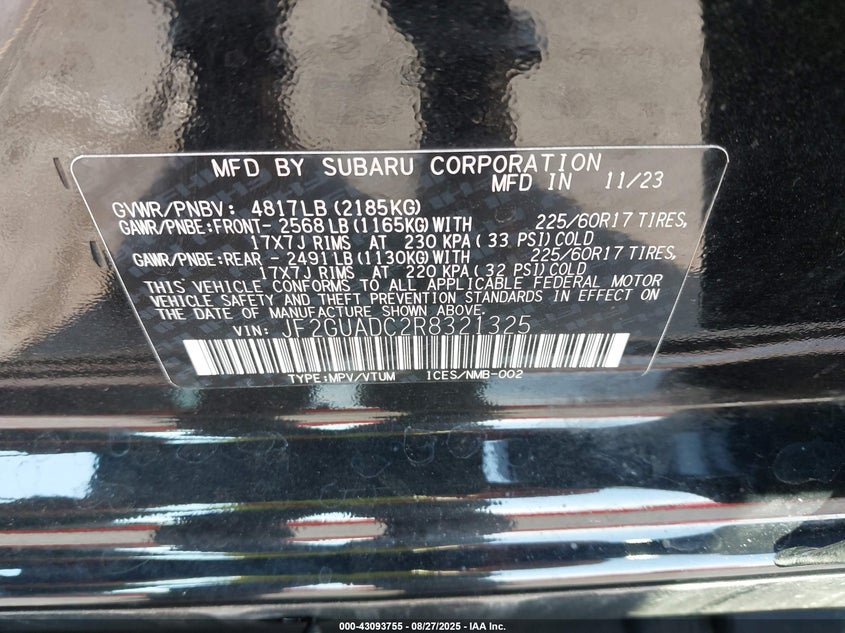 MFD BY SUBARU CORPORATION
MFD IN 11/23
GVWR/PNBV: 4817LB (2185KG)
GAWR/PNBE:FRONT- 2568LB (1165KG) WITH 225/60R17 TIRES,
17X7J RIMS AT 230 KPA ( 33 PSI) COLD
GAWR/PNBE:REAR - 2491LB (1130KG) WITH 225/60R17 TIRES,
17X7J RIMS AT 220 KPA ( 32 PSI) COLD
THIS VEHICLE CONFORMS TO ALL APPLICABLE FEDERAL MOTOR
VEHICLE SAFETY AND THEFT PREVENTION STANDARDS IN EFFECT ON
THE DATE OF MANUFACTURE SHOWN ABOVE.
VIN: JF2GUADC2R8321325
TYPE:MPV/VTUM ICES/NMB-002
000-43093755 - 08/27/2025 - IAA Inc.